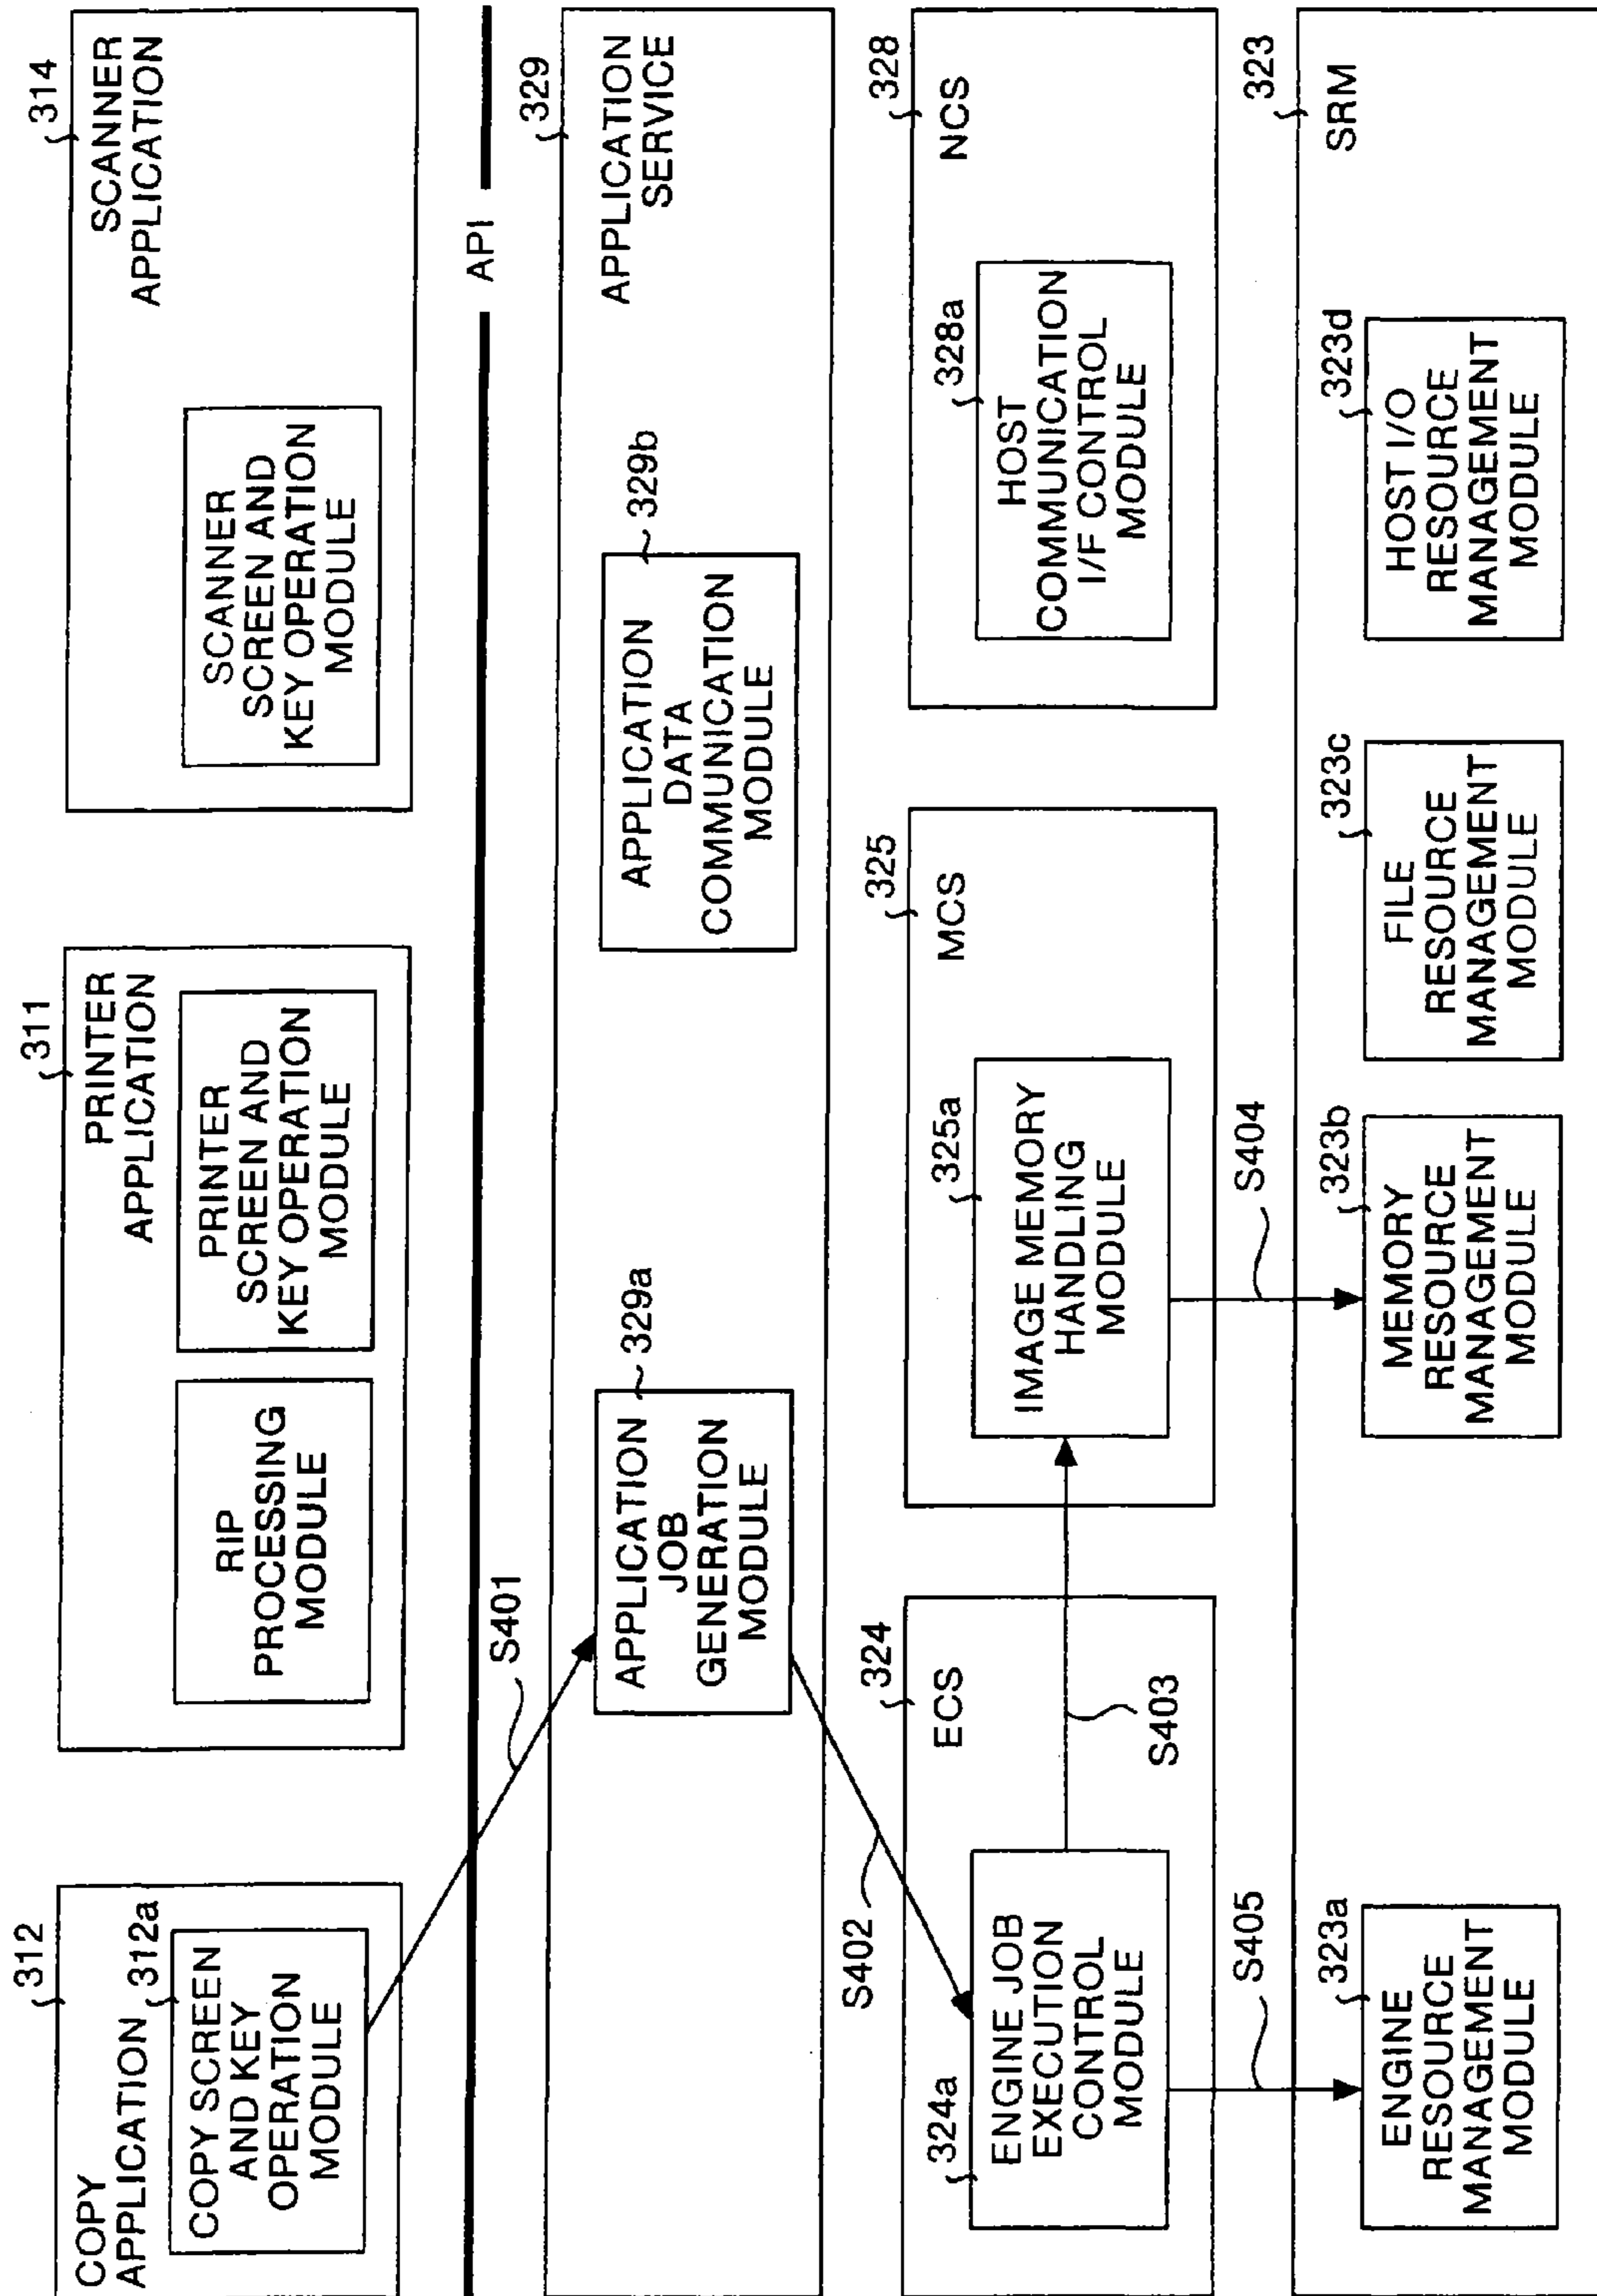 312
COPY
APPLICATION
312a
COPY SCREEN
AND KEY
OPERATION
MODULE
311
PRINTER
APPLICATION
RIP
PROCESSING
MODULE
PRINTER
SCREEN AND
KEY OPERATION
MODULE
314
SCANNER
APPLICATION
SCANNER
SCREEN AND
KEY OPERATION
MODULE
API
S401
329
APPLICATION
SERVICE
329a
APPLICATION
JOB
GENERATION
MODULE
329b
APPLICATION
DATA
COMMUNICATION
MODULE
S402
324
ECS
324a
ENGINE JOB
EXECUTION
CONTROL
MODULE
S403
325
MCS
325a
IMAGE MEMORY
HANDLING
MODULE
328
NCS
328a
HOST
COMMUNICATION
I/F CONTROL
MODULE
S405
S404
323
SRM
323a
ENGINE
RESOURCE
MANAGEMENT
MODULE
323b
MEMORY
RESOURCE
MANAGEMENT
MODULE
323c
FILE
RESOURCE
MANAGEMENT
MODULE
323d
HOST I/O
RESOURCE
MANAGEMENT
MODULE